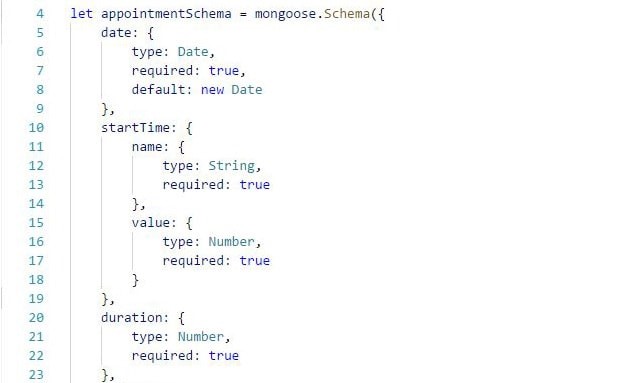 4 let appointmentSchema = mongoose.Schema({
5     date: {
6         type: Date,
7         required: true,
8         default: new Date
9     },
10     startTime: {
11         name: {
12             type: String,
13             required: true
14         },
15         value: {
16             type: Number,
17             required: true
18         }
19     },
20     duration: {
21         type: Number,
22         required: true
23     },